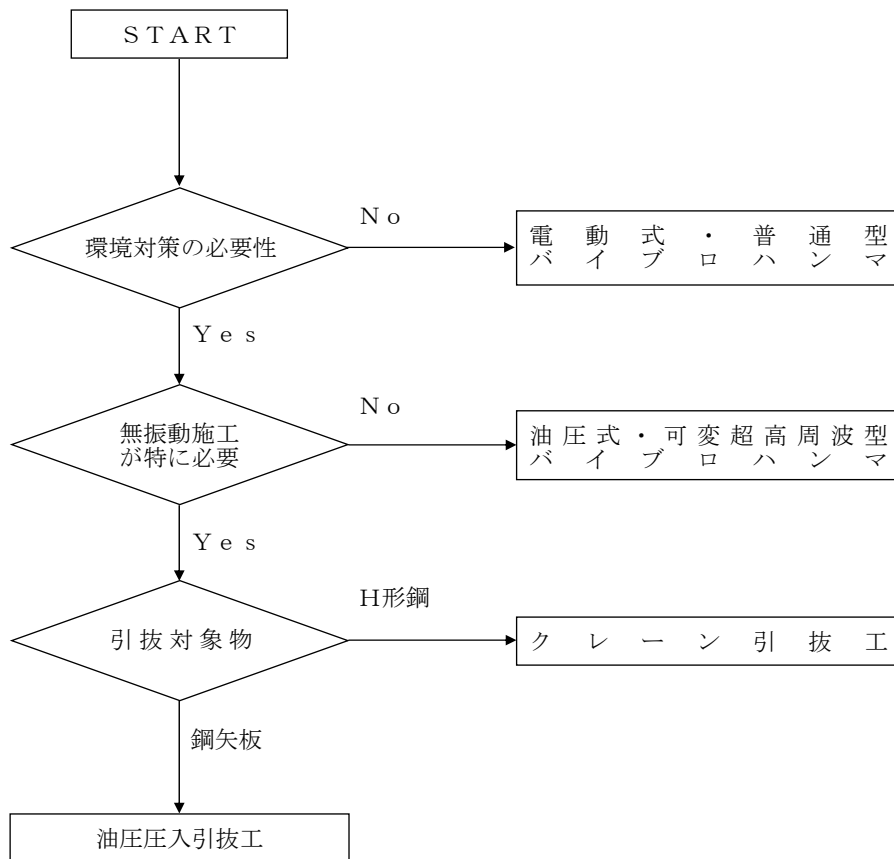 ＳＴＡＲＴ
環境対策の必要性
Ｎｏ
電動式・普通型
バイブロハンマ
Ｙｅｓ
無振動施工
が特に必要
Ｎｏ
油圧式・可変超高周波型
バイブロハンマ
Ｙｅｓ
引抜対象物
Ｈ形鋼
クレーン引抜工
鋼矢板
油圧圧入引抜工